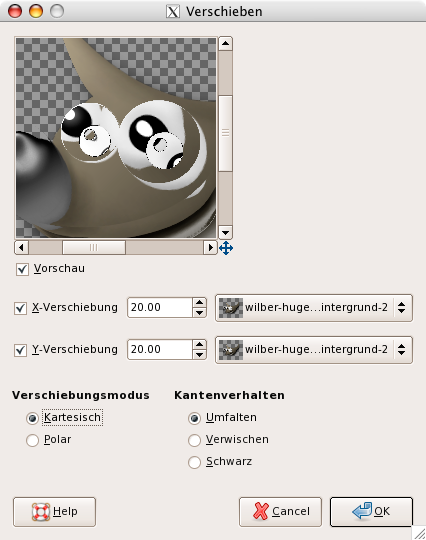 Verschieben
Vorschau
X-Verschiebung 20.00 wilber-huge...intergrund-2
Y-Verschiebung 20.00 wilber-huge...intergrund-2
Verschiebungsmodus Kantenverhalten
Kartesisch Umfalten
Polar Verwischen
Schwarz
Help Cancel OK